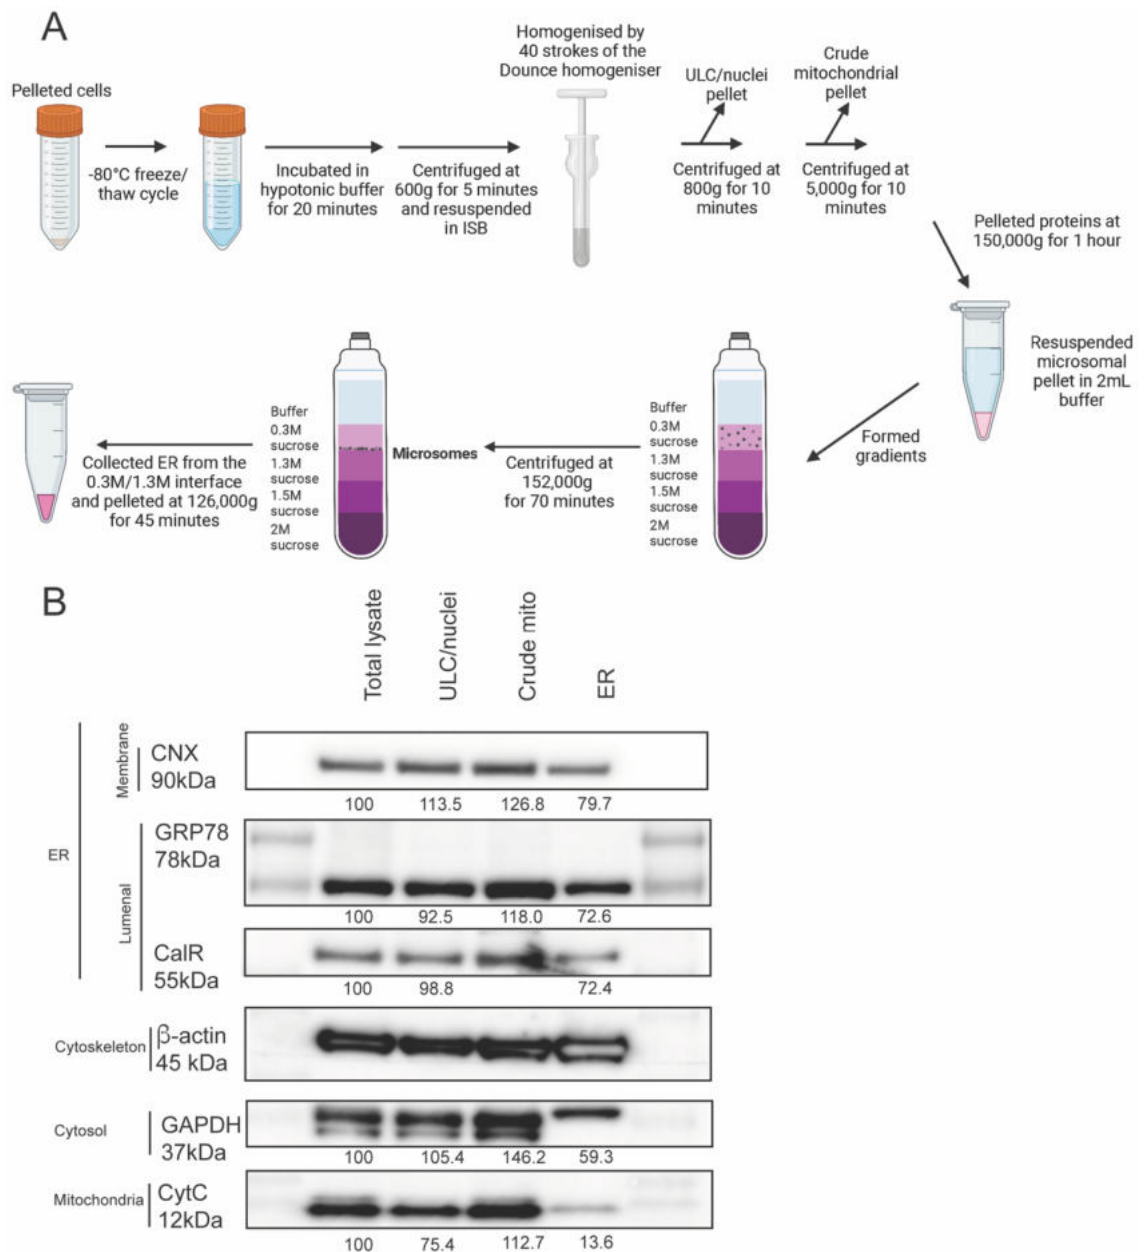 A
Pelleted cells
-80°C freeze/
thaw cycle
Incubated in
hypotonic buffer
for 20 minutes
Centrifuged at
600g for 5 minutes
and resuspended
in ISB
Homogenised by
40 strokes of the
Dounce homogeniser
ULC/nuclei
pellet
Centrifuged at
800g for 10
minutes
Crude
mitochondrial
pellet
Centrifuged at
5,000g for 10
minutes
Pelleted proteins at
150,000g for 1 hour
Resuspended
microsomal
pellet in 2mL
buffer
Formed
gradients
Buffer
0.3M
sucrose
1.3M
sucrose
1.5M
sucrose
2M
sucrose
Centrifuged at
152,000g
for 70 minutes
Microsomes
Buffer
0.3M
sucrose
1.3M
sucrose
1.5M
sucrose
2M
sucrose
Collected ER from the
0.3M/1.3M interface
and pelleted at 126,000g
for 45 minutes
B
Total lysate
ULC/nuclei
Crude mito
ER
ER
Membrane
CNX
90kDa
100 113.5 126.8 79.7
Lumenal
GRP78
78kDa
100 92.5 118.0 72.6
CalR
55kDa
100 98.8 72.4
Cytoskeleton
β-actin
45 kDa
Cytosol
GAPDH
37kDa
100 105.4 146.2 59.3
Mitochondria
CytC
12kDa
100 75.4 112.7 13.6